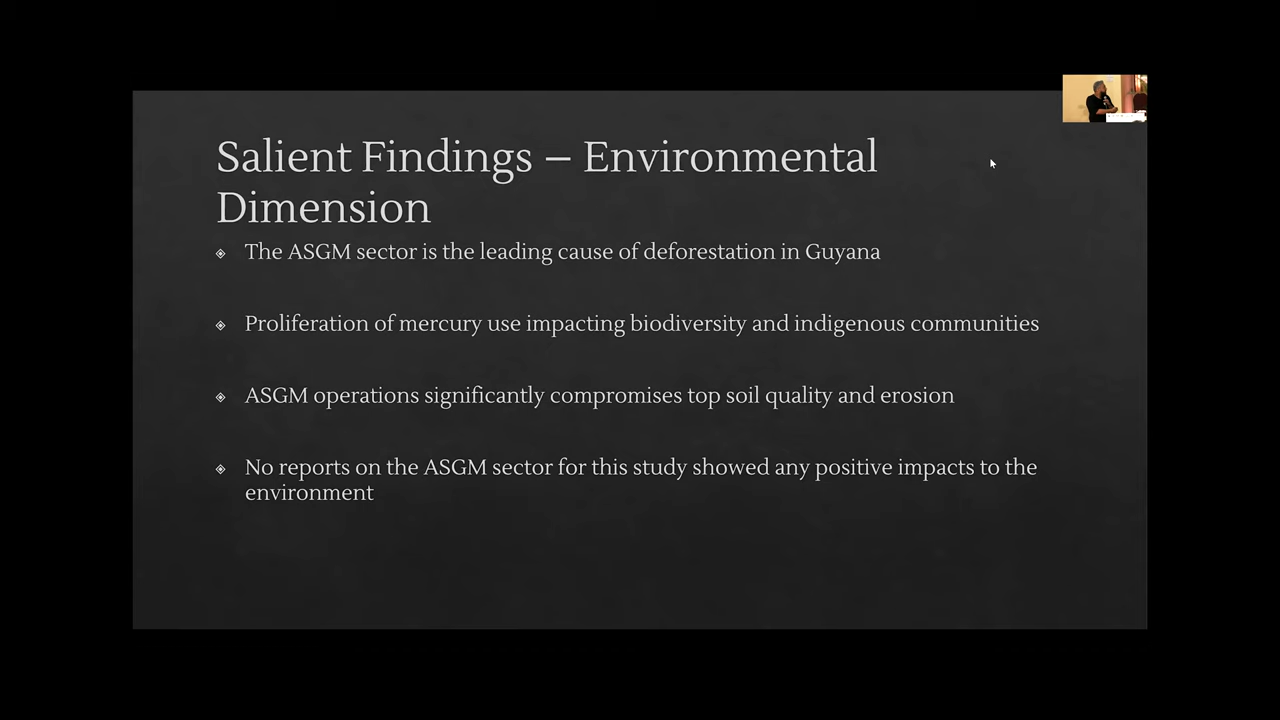 Salient Findings – Environmental
Dimension
The ASGM sector is the leading cause of deforestation in Guyana
Proliferation of mercury use impacting biodiversity and indigenous communities
ASGM operations significantly compromises top soil quality and erosion
No reports on the ASGM sector for this study showed any positive impacts to the
environment